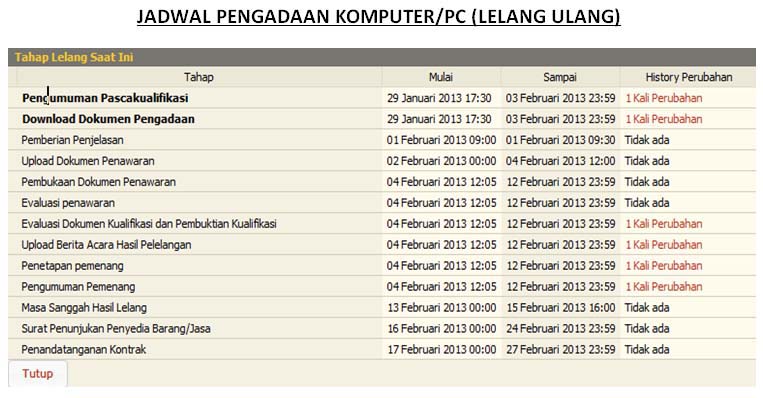 JADWAL PENGADAAN KOMPUTER/PC (LELANG ULANG)
Tahap Lelang Saat Ini
Tahap Mulai Sampai History Perubahan
Pengumuman Pascakualifikasi 29 Januari 2013 17:30 03 Februari 2013 23:59 1 Kali Perubahan
Download Dokumen Pengadaan 29 Januari 2013 17:30 03 Februari 2013 23:59 1 Kali Perubahan
Pemberian Penjelasan 01 Februari 2013 09:00 01 Februari 2013 09:30 Tidak ada
Upload Dokumen Penawaran 02 Februari 2013 00:00 04 Februari 2013 12:00 Tidak ada
Pembukaan Dokumen Penawaran 04 Februari 2013 12:05 12 Februari 2013 23:59 Tidak ada
Evaluasi penawaran 04 Februari 2013 12:05 12 Februari 2013 23:59 Tidak ada
Evaluasi Dokumen Kualifikasi dan Pembuktian Kualifikasi 04 Februari 2013 12:05 12 Februari 2013 23:59 1 Kali Perubahan
Upload Berita Acara Hasil Pelelangan 04 Februari 2013 12:05 12 Februari 2013 23:59 1 Kali Perubahan
Penetapan pemenang 04 Februari 2013 12:05 12 Februari 2013 23:59 1 Kali Perubahan
Pengumuman Pemenang 04 Februari 2013 12:05 12 Februari 2013 23:59 1 Kali Perubahan
Masa Sanggah Hasil Lelang 13 Februari 2013 00:00 15 Februari 2013 16:00 Tidak ada
Surat Penunjukan Penyedia Barang/Jasa 16 Februari 2013 00:00 24 Februari 2013 23:59 Tidak ada
Penandatanganan Kontrak 17 Februari 2013 00:00 27 Februari 2013 23:59 Tidak ada
Tutup